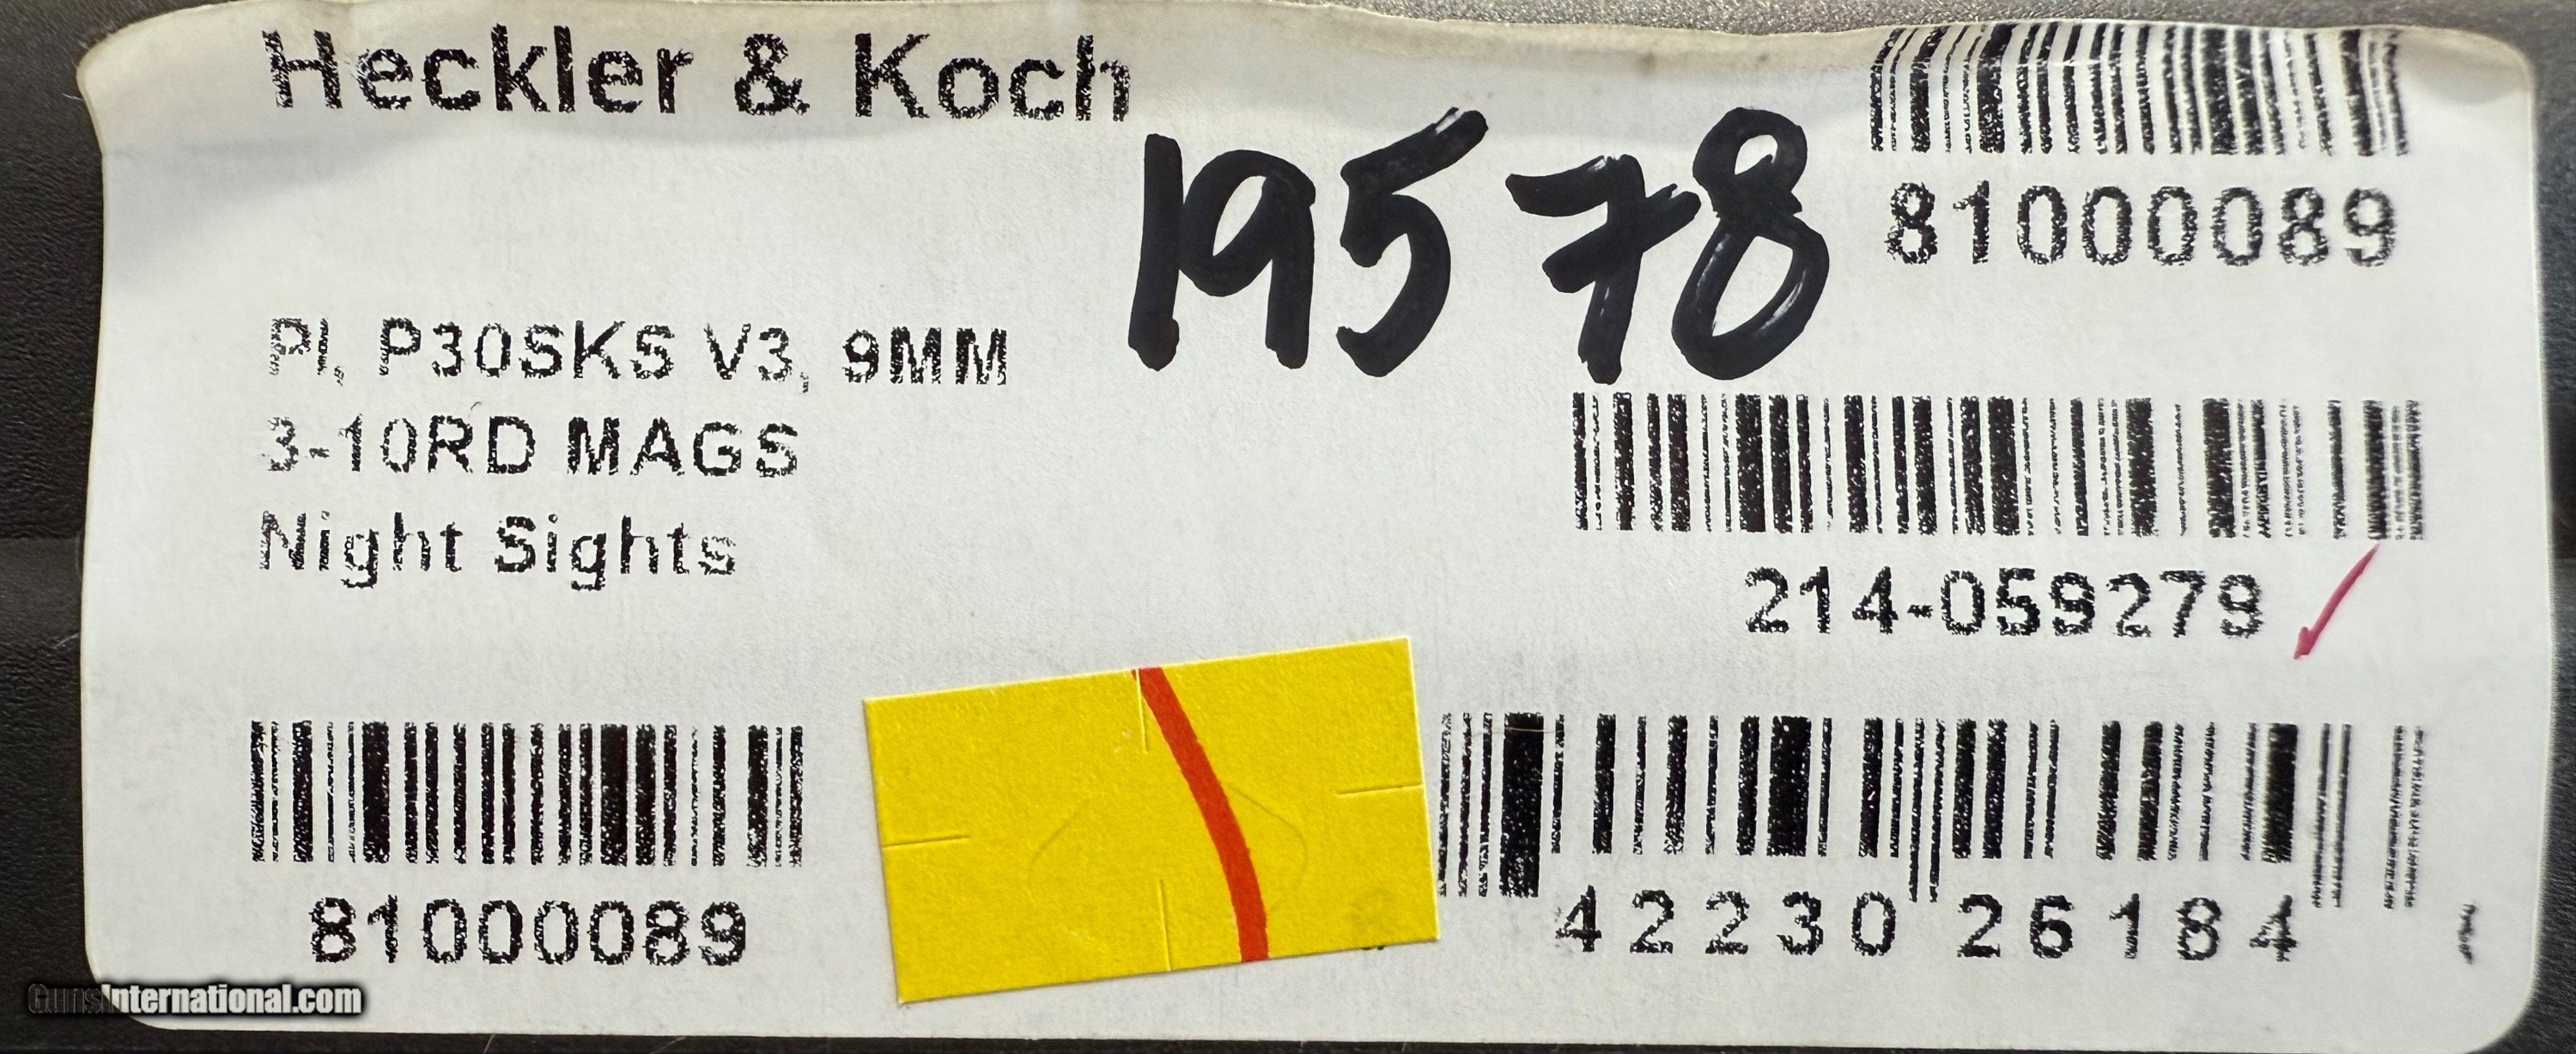 Heckler & Koch
19578
81000089
PI, P30SKS V3, 9MM
3-10RD MAGS
Night Sights
214-059279
81000089
42230 26184
GunsInternational.com